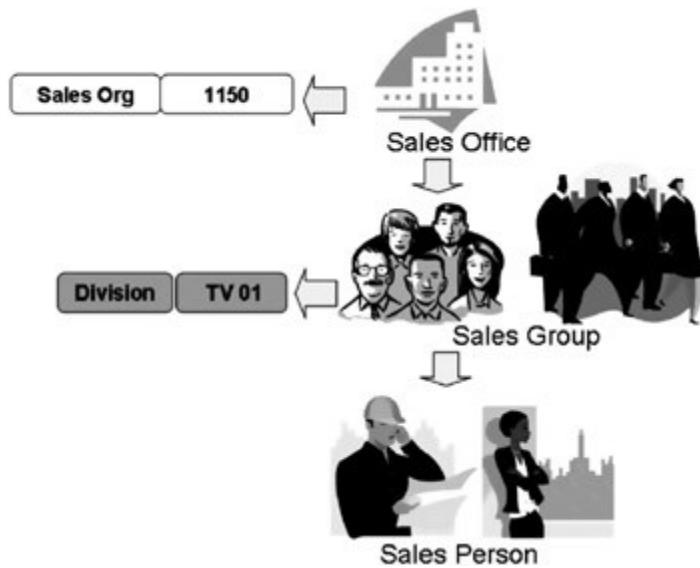 Sales Org 1150
Sales Office
Division TV 01
Sales Group
Sales Person